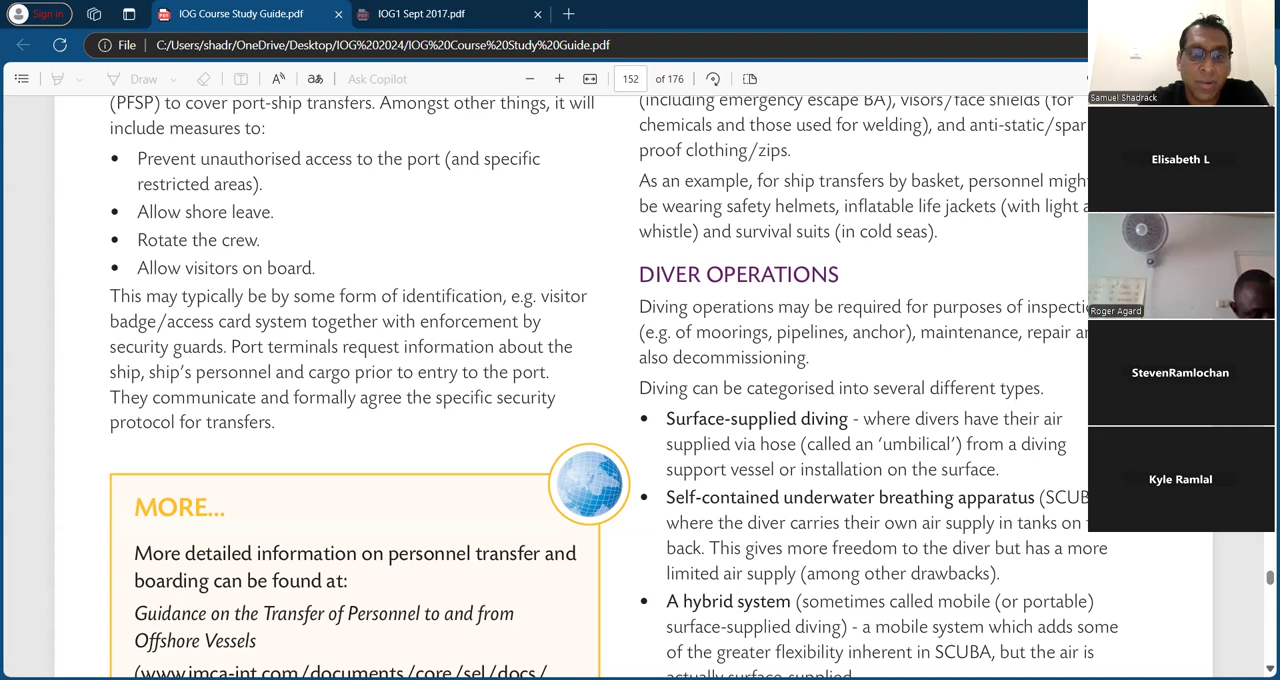 Sign in
IOG Course Study Guide.pdf
IOG1 Sept 2017.pdf
File
C:/Users/shadr/OneDrive/Desktop/IOG%202024/IOG%20Course%20Study%20Guide.pdf
Draw
Ask Copilot
152 of 176
(PFSP) to cover port-ship transfers. Amongst other things, it will
include measures to:
• Prevent unauthorised access to the port (and specific
restricted areas).
• Allow shore leave.
• Rotate the crew.
• Allow visitors on board.
This may typically be by some form of identification, e.g. visitor
badge/access card system together with enforcement by
security guards. Port terminals request information about the
ship, ship's personnel and cargo prior to entry to the port.
They communicate and formally agree the specific security
protocol for transfers.
MORE...
More detailed information on personnel transfer and
boarding can be found at:
Guidance on the Transfer of Personnel to and from
Offshore Vessels
(www.imca-int.com/documents/core/sel/docs/
(including emergency escape BA), visors/face shields (for
chemicals and those used for welding), and anti-static/spar
proof clothing/zips.
As an example, for ship transfers by basket, personnel migh
be wearing safety helmets, inflatable life jackets (with light a
whistle) and survival suits (in cold seas).
DIVER OPERATIONS
Diving operations may be required for purposes of inspecti
(e.g. of moorings, pipelines, anchor), maintenance, repair an
also decommissioning.
Diving can be categorised into several different types.
• Surface-supplied diving - where divers have their air
supplied via hose (called an 'umbilical') from a diving
support vessel or installation on the surface.
• Self-contained underwater breathing apparatus (SCUB
where the diver carries their own air supply in tanks on
back. This gives more freedom to the diver but has a more
limited air supply (among other drawbacks).
• A hybrid system (sometimes called mobile (or portable)
surface-supplied diving) - a mobile system which adds some
of the greater flexibility inherent in SCUBA, but the air is
actually surface-supplied.
Samuel Shadrack
Elisabeth L
Roger Agard
StevenRamlochan
Kyle Ramlal